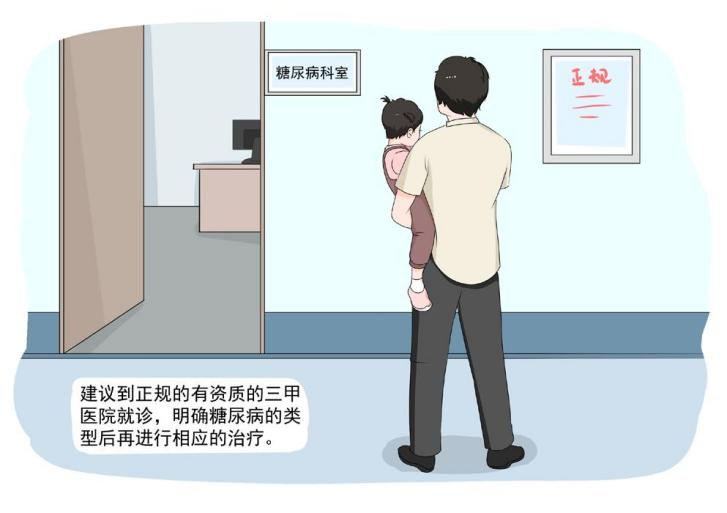 糖尿病科室
正规
建议到正规的有资质的三甲
医院就诊，明确糖尿病的类
型后再进行相应的治疗。